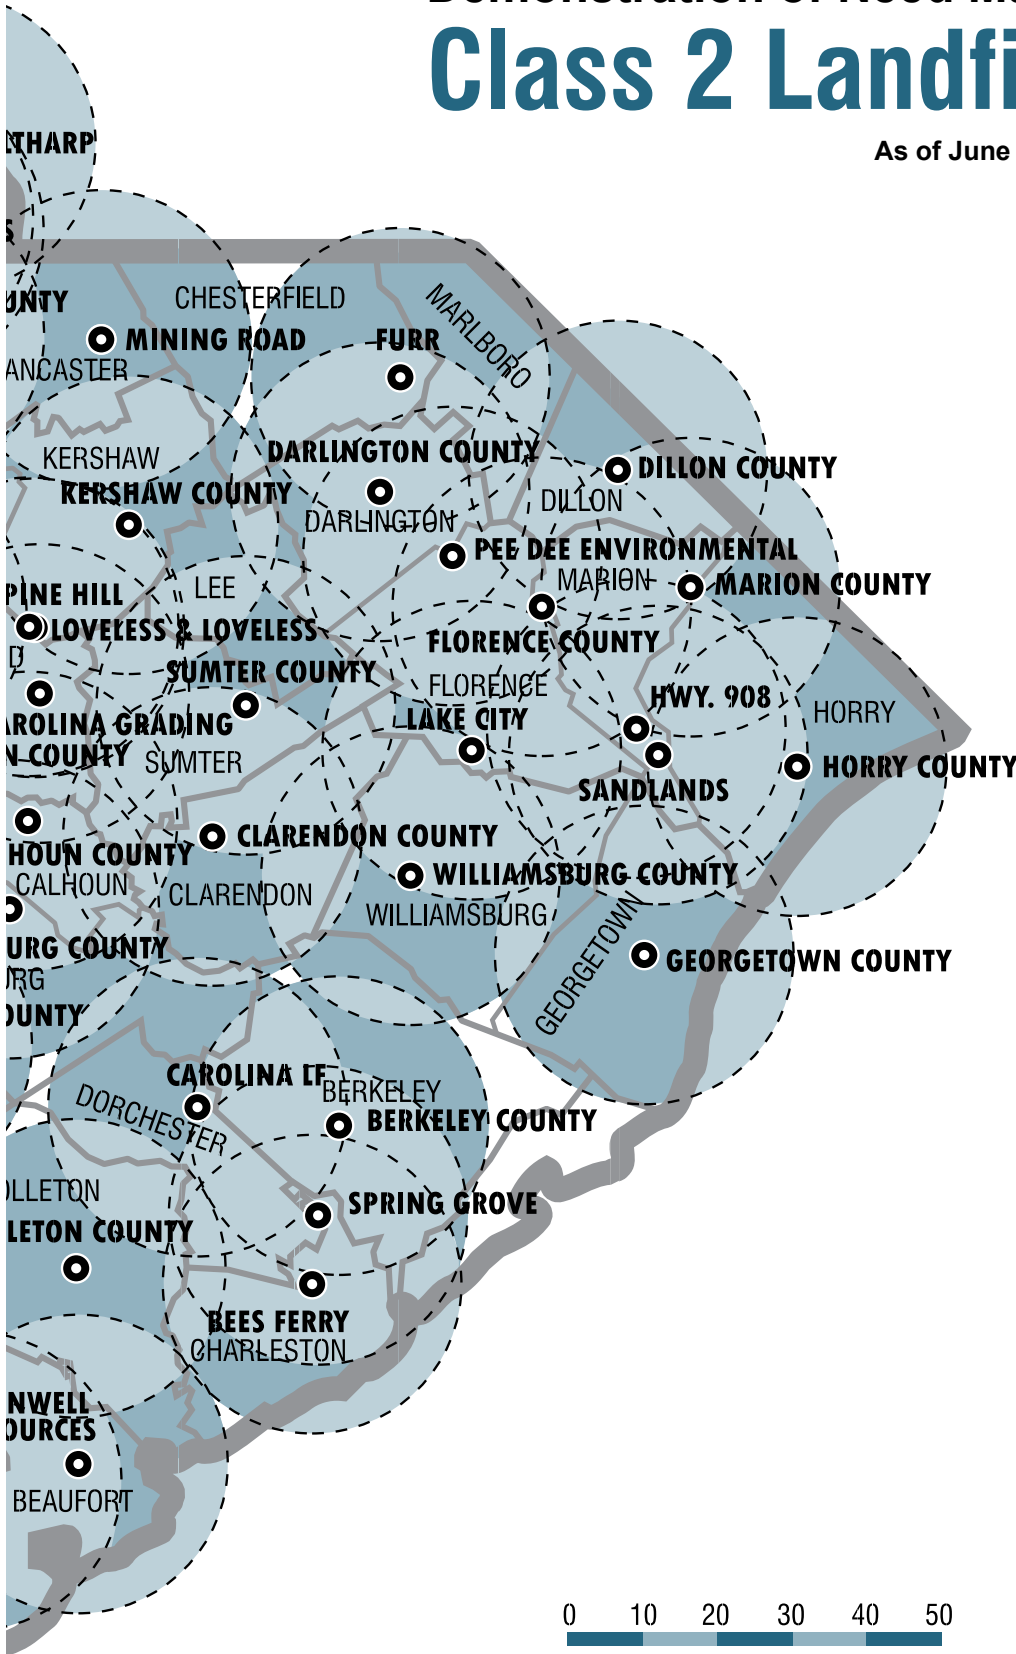 Class 2 Landfi
As of June
LTHARP
S
UNTY
CHESTERFIELD
MARLBORO
MINING ROAD
FURR
ANCASTER
KERSHAW
DARLINGTON COUNTY
DILLON COUNTY
KERSHAW COUNTY
DILLON
DARLINGTON
PEE DEE ENVIRONMENTAL
MARION
MARION COUNTY
LEE
PINE HILL
LOVELESS & LOVELESS
FLORENCE COUNTY
D
SUMTER COUNTY
FLORENCE
HWY. 908
HORRY
AROLINA GRADING
LAKE CITY
N COUNTY
SUMTER
HORRY COUNTY
SANDLANDS
CLARENDON COUNTY
HOUN COUNTY
CALHOUN
WILLIAMSBURG COUNTY
CLARENDON
WILLIAMSBURG
GEORGETOWN
URG COUNTY
GEORGETOWN COUNTY
URG
OUNTY
CAROLINA LF
BERKELEY
DORCHESTER
BERKELEY COUNTY
OLLETON
SPRING GROVE
LETON COUNTY
BEES FERRY
CHARLESTON
NWELL
OURCES
BEAUFORT
0 10 20 30 40 50